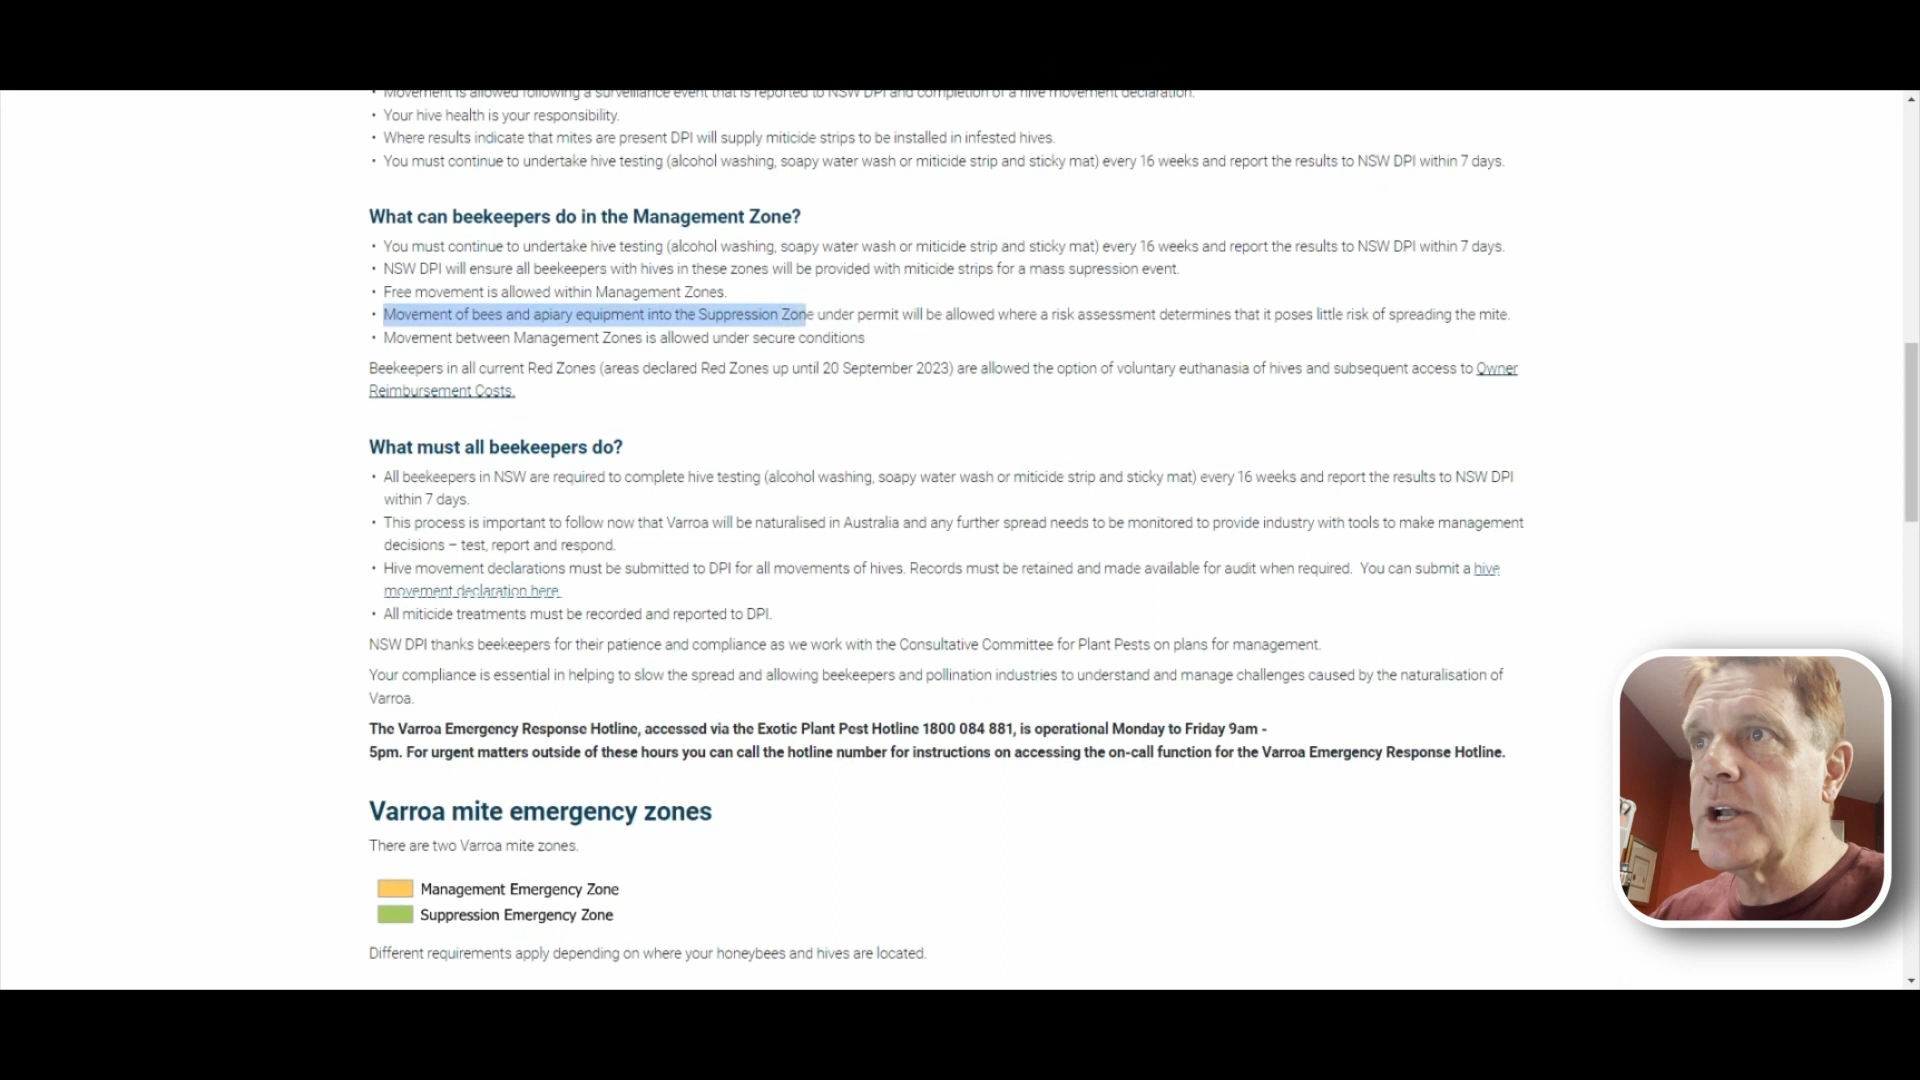 • Movement is allowed following a surveillance event that is reported to NSW DPI and completion of a hive movement declaration.
• Your hive health is your responsibility.
• Where results indicate that mites are present DPI will supply miticide strips to be installed in infested hives.
• You must continue to undertake hive testing (alcohol washing, soapy water wash or miticide strip and sticky mat) every 16 weeks and report the results to NSW DPI within 7 days.
What can beekeepers do in the Management Zone?
• You must continue to undertake hive testing (alcohol washing, soapy water wash or miticide strip and sticky mat) every 16 weeks and report the results to NSW DPI within 7 days.
• NSW DPI will ensure all beekeepers with hives in these zones will be provided with miticide strips for a mass supression event.
• Free movement is allowed within Management Zones.
• Movement of bees and apiary equipment into the Suppression Zone under permit will be allowed where a risk assessment determines that it poses little risk of spreading the mite.
• Movement between Management Zones is allowed under secure conditions
Beekeepers in all current Red Zones (areas declared Red Zones up until 20 September 2023) are allowed the option of voluntary euthanasia of hives and subsequent access to Owner
Reimbursement Costs.
What must all beekeepers do?
• All beekeepers in NSW are required to complete hive testing (alcohol washing, soapy water wash or miticide strip and sticky mat) every 16 weeks and report the results to NSW DPI
within 7 days.
• This process is important to follow now that Varroa will be naturalised in Australia and any further spread needs to be monitored to provide industry with tools to make management
decisions – test, report and respond.
• Hive movement declarations must be submitted to DPI for all movements of hives. Records must be retained and made available for audit when required. You can submit a hive
movement declaration here.
• All miticide treatments must be recorded and reported to DPI.
NSW DPI thanks beekeepers for their patience and compliance as we work with the Consultative Committee for Plant Pests on plans for management.
Your compliance is essential in helping to slow the spread and allowing beekeepers and pollination industries to understand and manage challenges caused by the naturalisation of
Varroa.
The Varroa Emergency Response Hotline, accessed via the Exotic Plant Pest Hotline 1800 084 881, is operational Monday to Friday 9am -
5pm. For urgent matters outside of these hours you can call the hotline number for instructions on accessing the on-call function for the Varroa Emergency Response Hotline.
Varroa mite emergency zones
There are two Varroa mite zones.
Management Emergency Zone
Suppression Emergency Zone
Different requirements apply depending on where your honeybees and hives are located.